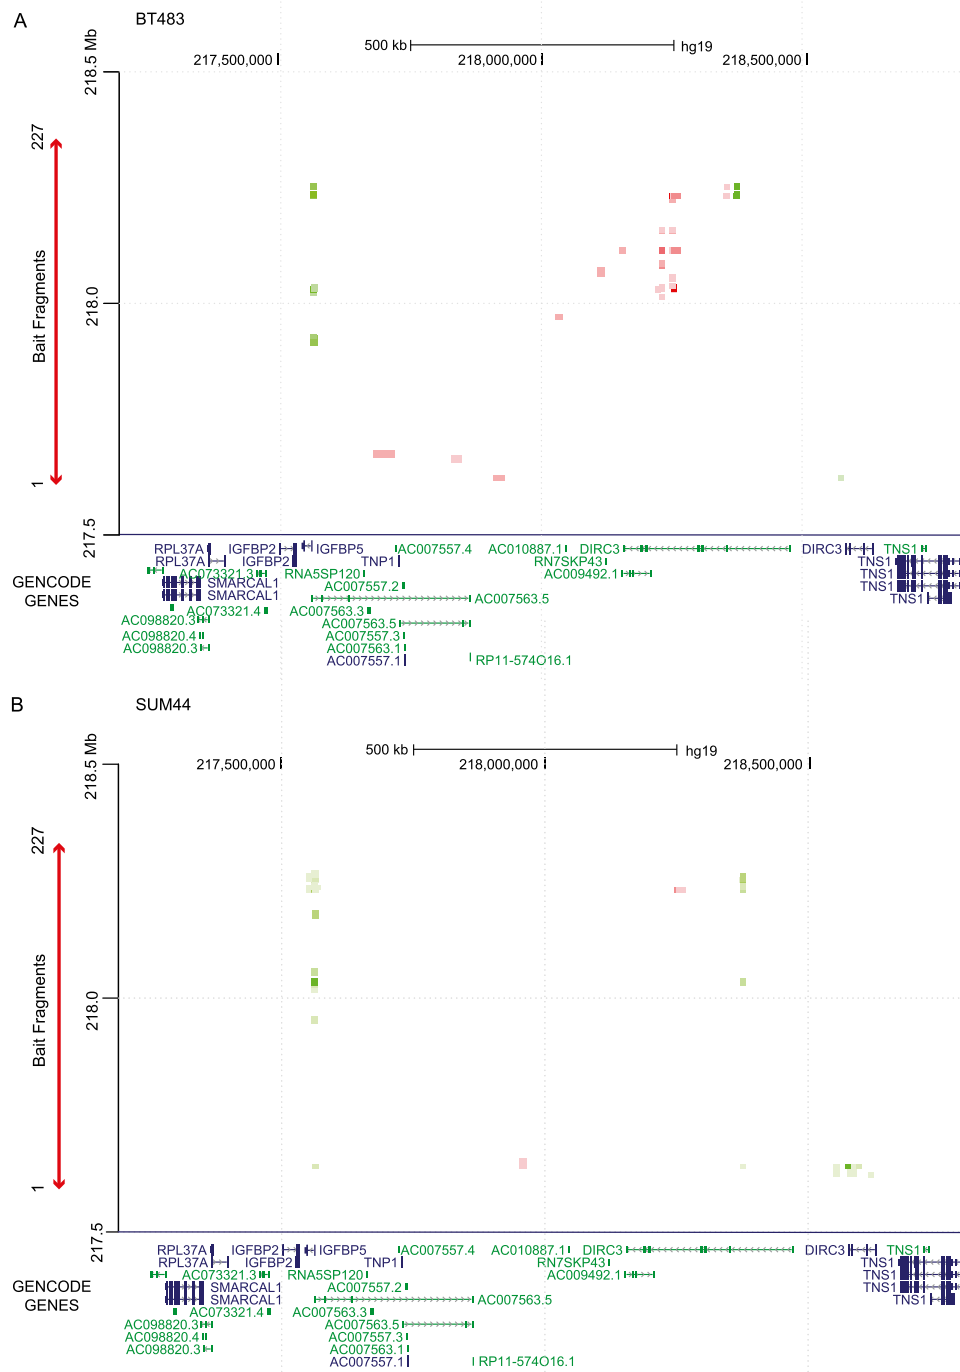 A
BT483
500 kb
hg19
217,500,000
218,000,000
218,500,000
218.5 Mb
227
Bait Fragments
218.0
1
217.5
RPL37A
IGFBP2
IGFBP5
AC007557.4
AC010887.1
DIRC3
DIRC3
TNS1
RPL37A
IGFBP2
TNP1
RN7SKP43
TNS1
AC073321.3
RNA5SP120
AC009492.1
TNS1
GENCODE
GENES
SMARCAL1
AC007557.2
TNS1
SMARCAL1
AC007563.5
TNS1
AC073321.4
AC007563.3
AC098820.3
AC007563.5
AC098820.4
AC007557.3
AC098820.3
AC007563.1
AC007557.1
RP11-574O16.1
B
SUM44
500 kb
hg19
217,500,000
218,000,000
218,500,000
218.5 Mb
227
Bait Fragments
218.0
1
217.5
RPL37A
IGFBP2
IGFBP5
AC007557.4
AC010887.1
DIRC3
DIRC3
TNS1
RPL37A
IGFBP2
TNP1
RN7SKP43
TNS1
AC073321.3
RNA5SP120
AC009492.1
TNS1
GENCODE
GENES
SMARCAL1
AC007557.2
TNS1
SMARCAL1
AC007563.5
TNS1
AC073321.4
AC007563.3
AC098820.3
AC007563.5
AC098820.4
AC007557.3
AC098820.3
AC007563.1
AC007557.1
RP11-574O16.1